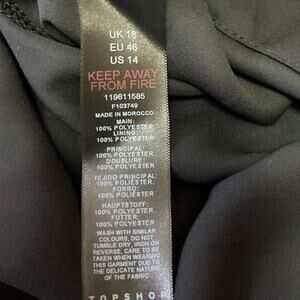 UK 18
EU 46
US 14
KEEP AWAY
FROM FIRE
119611585
F103749
MADE IN MOROCCO
MAIN:
100% POLYESTER.
LINING:
100% POLYESTER.
PRINCIPAL:
100% POLYESTER.
DOUBLURE:
100% POLYESTER.
TEJIDO PRINCIPAL:
100% POLIÉSTER.
FORRO:
100% POLIÉSTER.
HAUPTSTOFF:
100% POLYESTER.
FUTTER:
100% POLYESTER.
WASH WITH SIMILAR
COLOURS, DO NOT
TUMBLE DRY, IRON ON
REVERSE, CARE TO BE
TAKEN WHEN WEARING
THIS GARMENT DUE TO
THE DELICATE NATURE
OF THE FABRIC
TOPSHOP